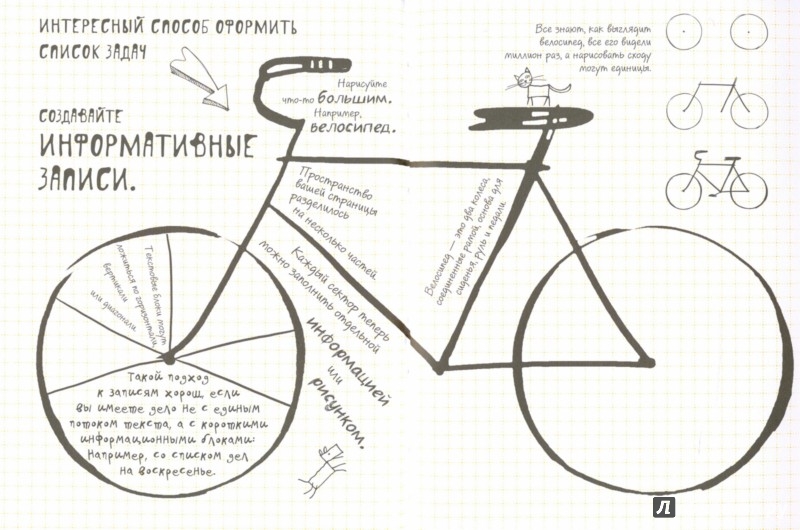 ИНТЕРЕСНЫЙ СПОСОБ ОФОРМИТЬ
СПИСОК ЗАДАЧ
СОЗДАВАЙТЕ
ИНФОРМАТИВНЫЕ
ЗАПИСИ.
Нарисуйте
что-то большим.
Например,
велосипед.
Все знают, как выглядит
велосипед, все его видели
миллион раз, а нарисовать сходу
могут единицы.
Пространство
вашей страницы
разделилось
на несколько частей.
Каждый сектор теперь
можно заполнить отдельной
информацией
или
рисунком.
Велосипед — это два колеса,
соединенные рамой, основа для
сиденья, руль и педали.
Текстовые блоки могут
ложиться по горизонтали,
вертикали
или диагонали.
Такой подход
к записям хорош, если
вы имеете дело не с единым
потоком текста, а с короткими
информационными блоками:
Например, со списком дел
на воскресенье.
Л